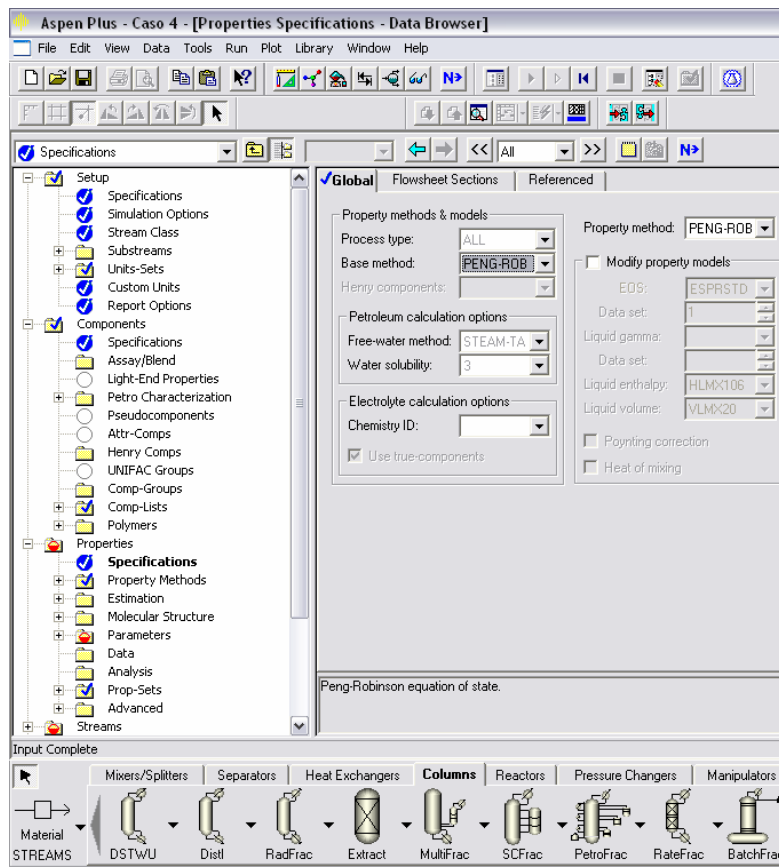 Aspen Plus - Caso 4 - [Properties Specifications - Data Browser]
File Edit View Data Tools Run Plot Library Window Help
N>
Specifications << All >> N>
Setup
Specifications
Simulation Options
Stream Class
Substreams
Units-Sets
Custom Units
Report Options
Components
Specifications
Assay/Blend
Light-End Properties
Petro Characterization
Pseudocomponents
Attr-Comps
Henry Comps
UNIFAC Groups
Comp-Groups
Comp-Lists
Polymers
Properties
Specifications
Property Methods
Estimation
Molecular Structure
Parameters
Data
Analysis
Prop-Sets
Advanced
Streams
Global Flowsheet Sections Referenced
Property methods & models
Process type: ALL
Base method: PENG-ROB
Henry components:
Petroleum calculation options
Free-water method: STEAM-TA
Water solubility: 3
Electrolyte calculation options
Chemistry ID:
Use true-components
Property method: PENG-ROB
Modify property models
EOS: ESPRSTD
Data set: 1
Liquid gamma:
Data set:
Liquid enthalpy: HLMX106
Liquid volume: VLMX20
Poynting correction
Heat of mixing
Peng-Robinson equation of state.
Input Complete
Mixers/Splitters Separators Heat Exchangers Columns Reactors Pressure Changers Manipulators
Material
STREAMS DSTWU Distl RadFrac Extract MultiFrac SCFrac PetroFrac RateFrac BatchFrac